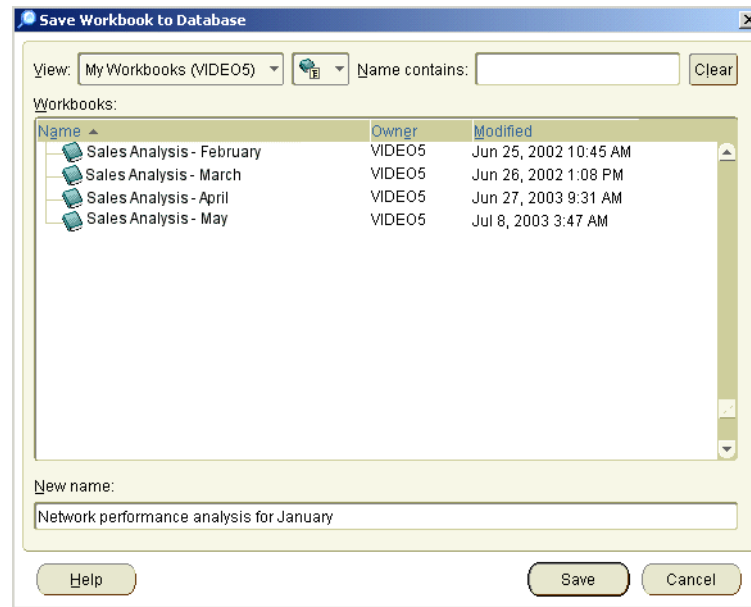 Save Workbook to Database
View: My Workbooks (VIDEO5) Name contains: Clear
Workbooks:
Name Owner Modified
Sales Analysis - February VIDEO5 Jun 25, 2002 10:45 AM
Sales Analysis - March VIDEO5 Jun 26, 2002 1:08 PM
Sales Analysis - April VIDEO5 Jun 27, 2003 9:31 AM
Sales Analysis - May VIDEO5 Jul 8, 2003 3:47 AM
New name:
Network performance analysis for January
Help Save Cancel